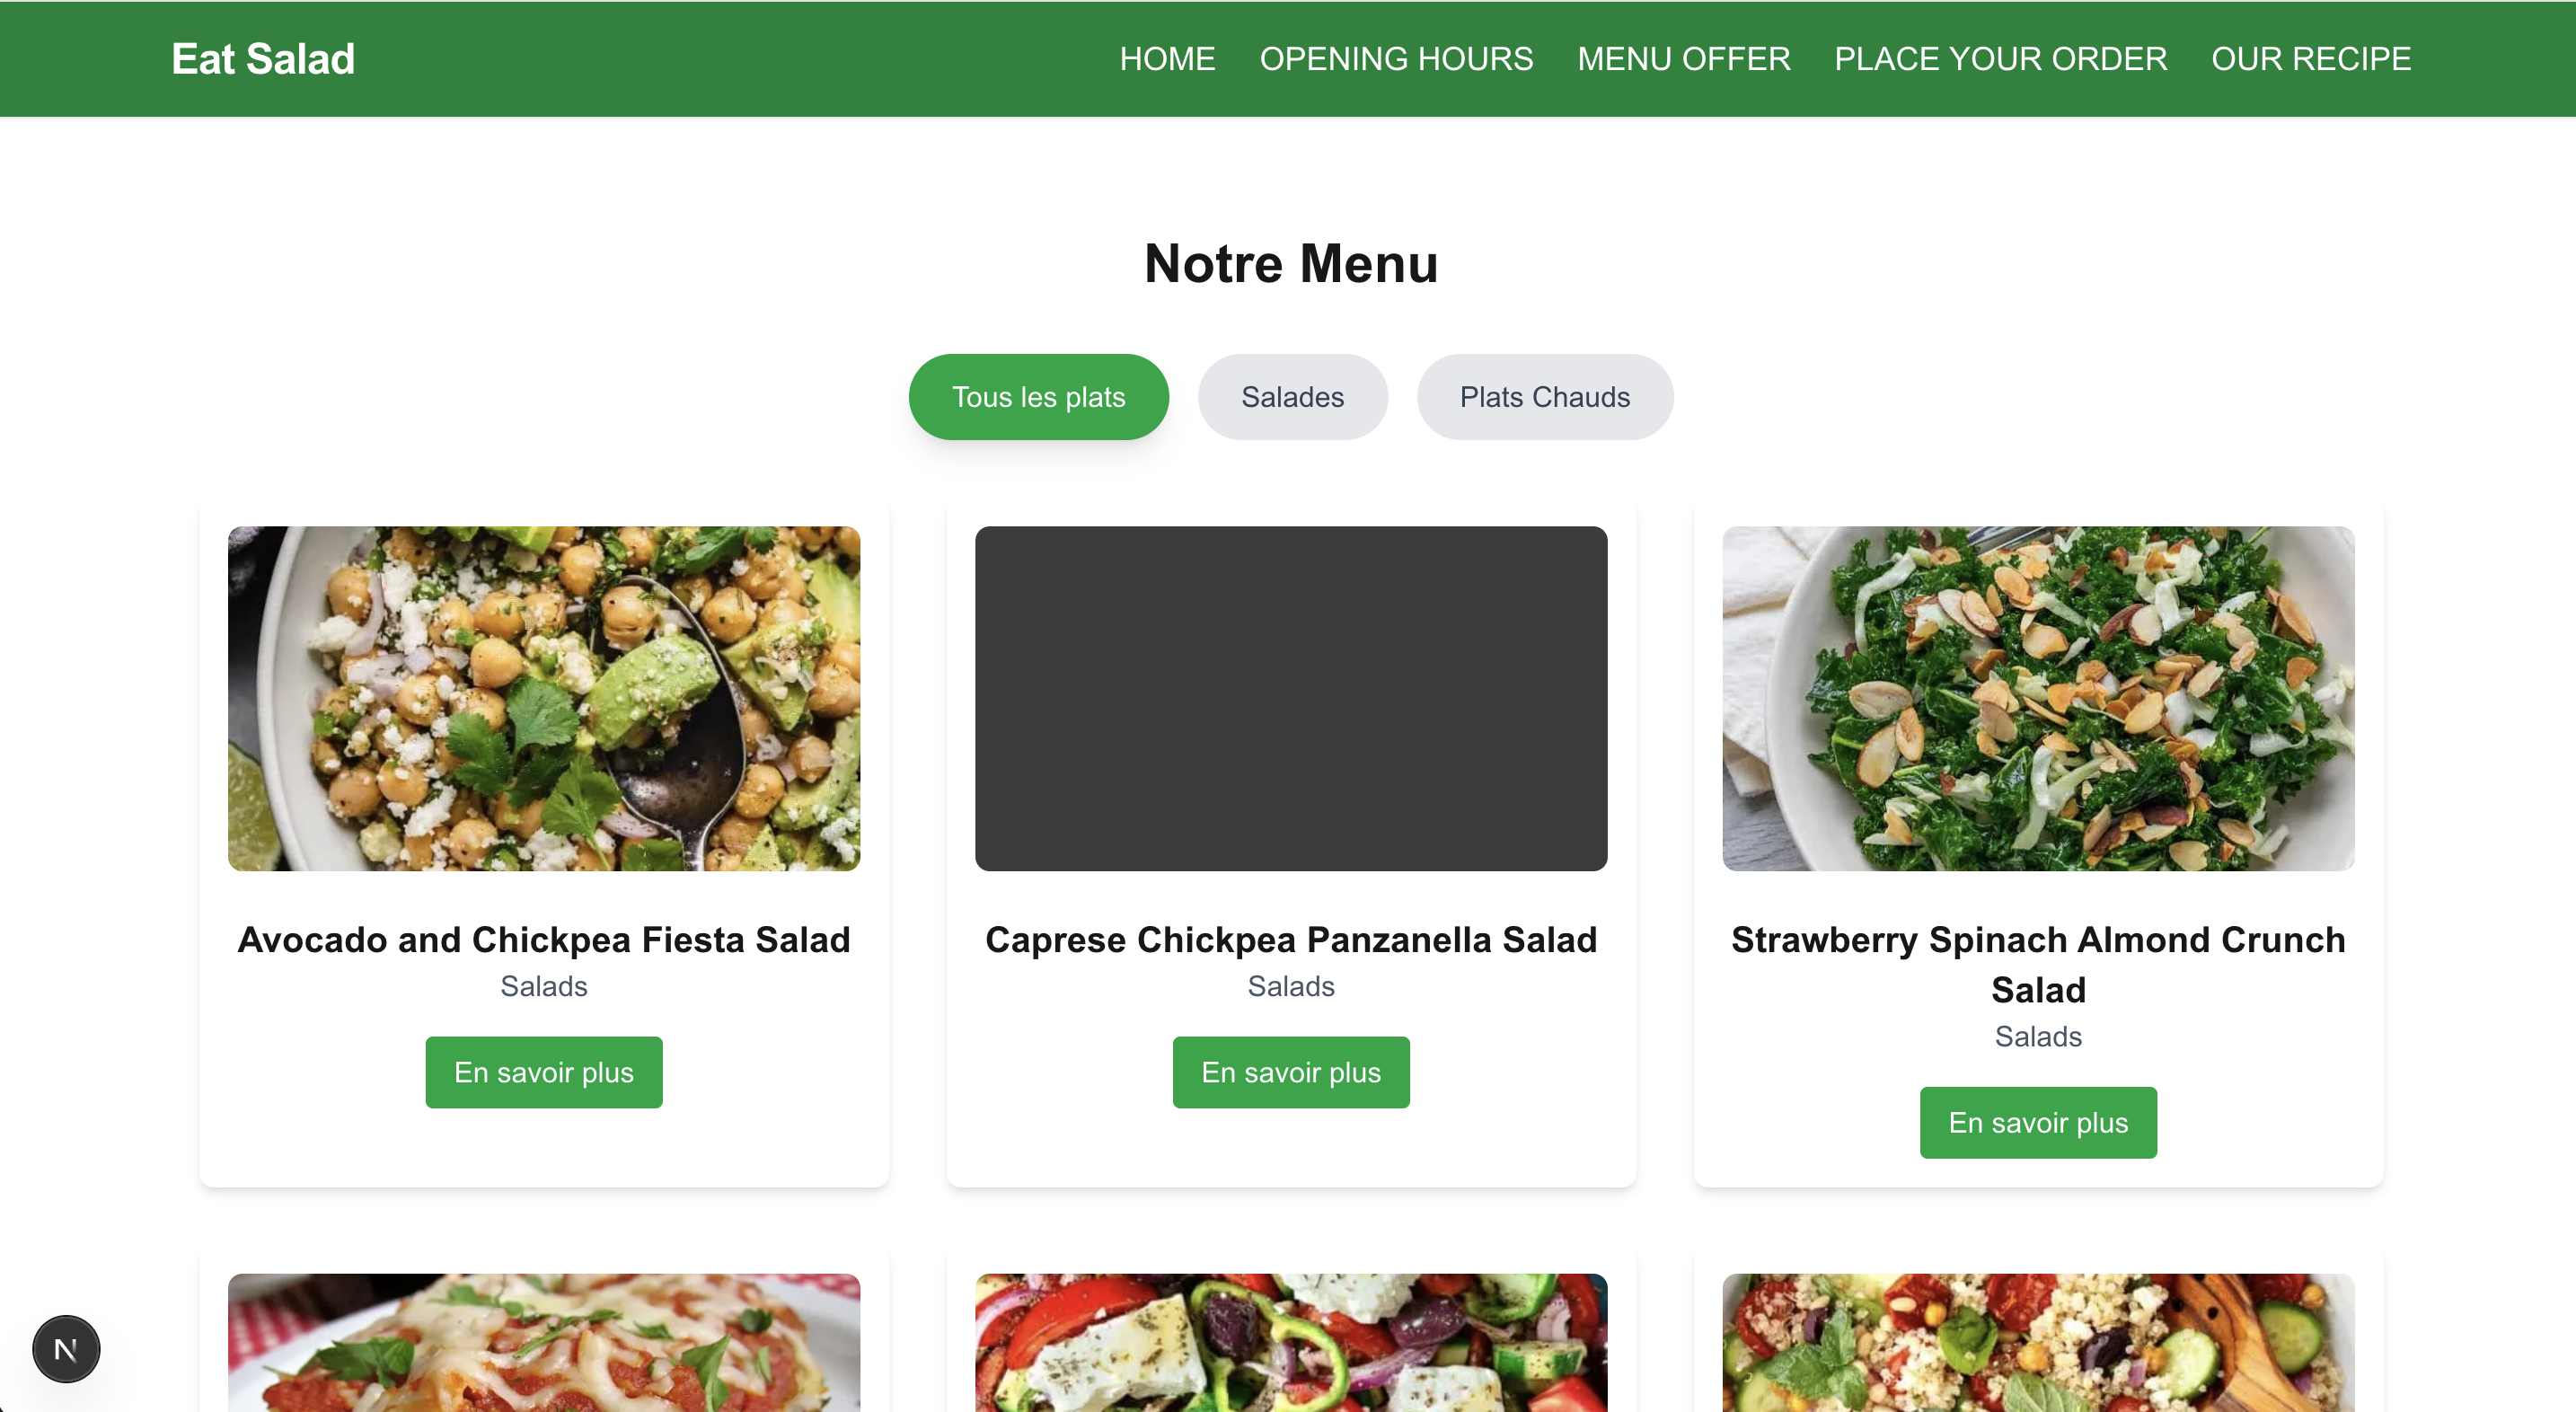 Eat Salad
HOME OPENING HOURS MENU OFFER PLACE YOUR ORDER OUR RECIPE
Notre Menu
Tous les plats Salades Plats Chauds
Avocado and Chickpea Fiesta Salad
Salads
En savoir plus
Caprese Chickpea Panzanella Salad
Salads
En savoir plus
Strawberry Spinach Almond Crunch
Salad
Salads
En savoir plus
N